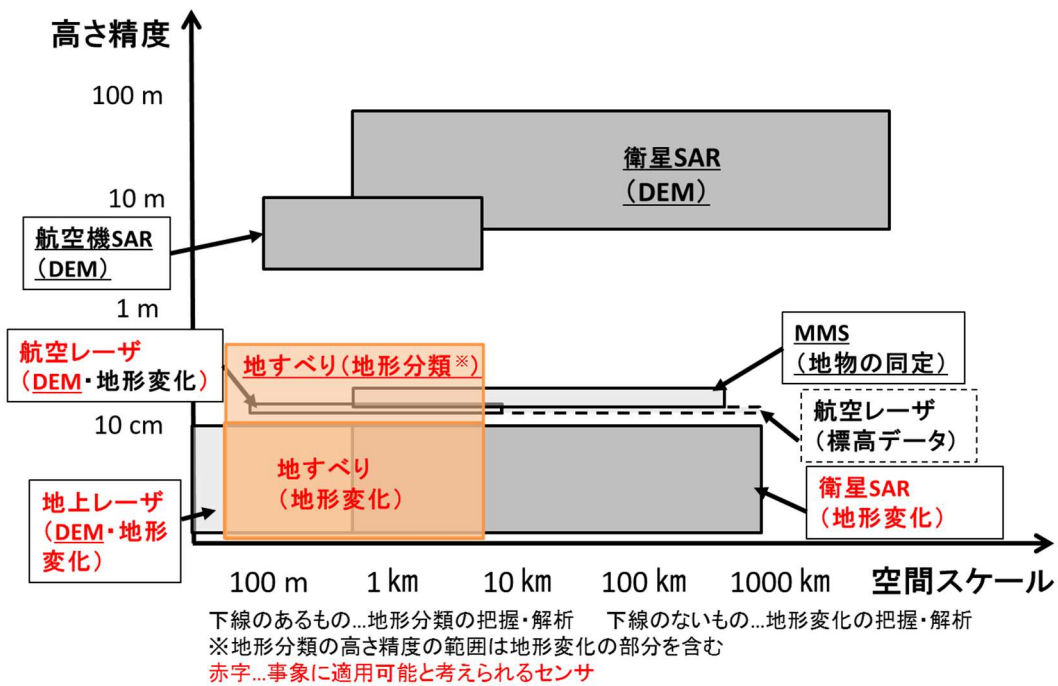 高さ精度
100 m
衛星SAR
（DEM）
10 m
航空機SAR
（DEM）
1 m
航空レーザ
（DEM・地形変化）
地すべり（地形分類※）
MMS
（地物の同定）
10 cm
航空レーザ
（標高データ）
地すべり
（地形変化）
地上レーザ
（DEM・地形
変化）
衛星SAR
（地形変化）
100 m 1 km 10 km 100 km 1000 km 空間スケール
下線のあるもの…地形分類の把握・解析 下線のないもの…地形変化の把握・解析
※地形分類の高さ精度の範囲は地形変化の部分を含む
赤字…事象に適用可能と考えられるセンサ